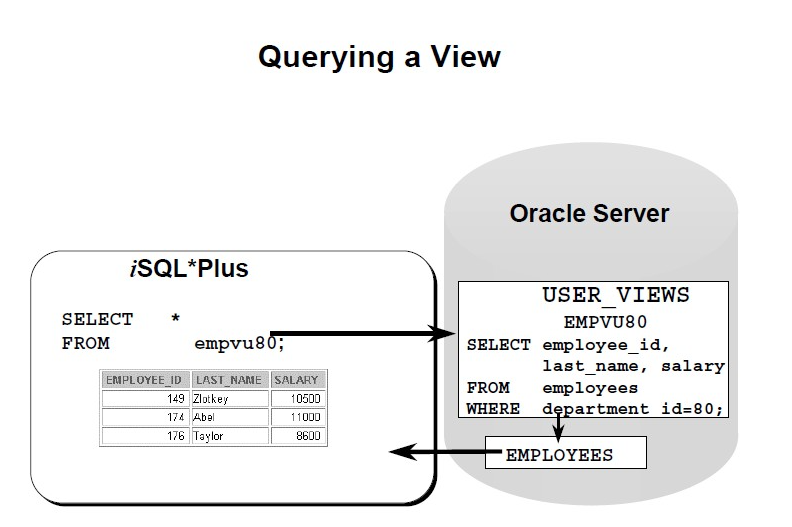 Querying a View
Oracle Server
iSQL*Plus
SELECT *
FROM empvu80;
EMPLOYEE_ID LAST_NAME SALARY
149 Zlotkey 10500
174 Abel 11000
176 Taylor 8600
USER_VIEWS
EMPVU80
SELECT employee_id,
last_name, salary
FROM employees
WHERE department_id=80;
EMPLOYEES